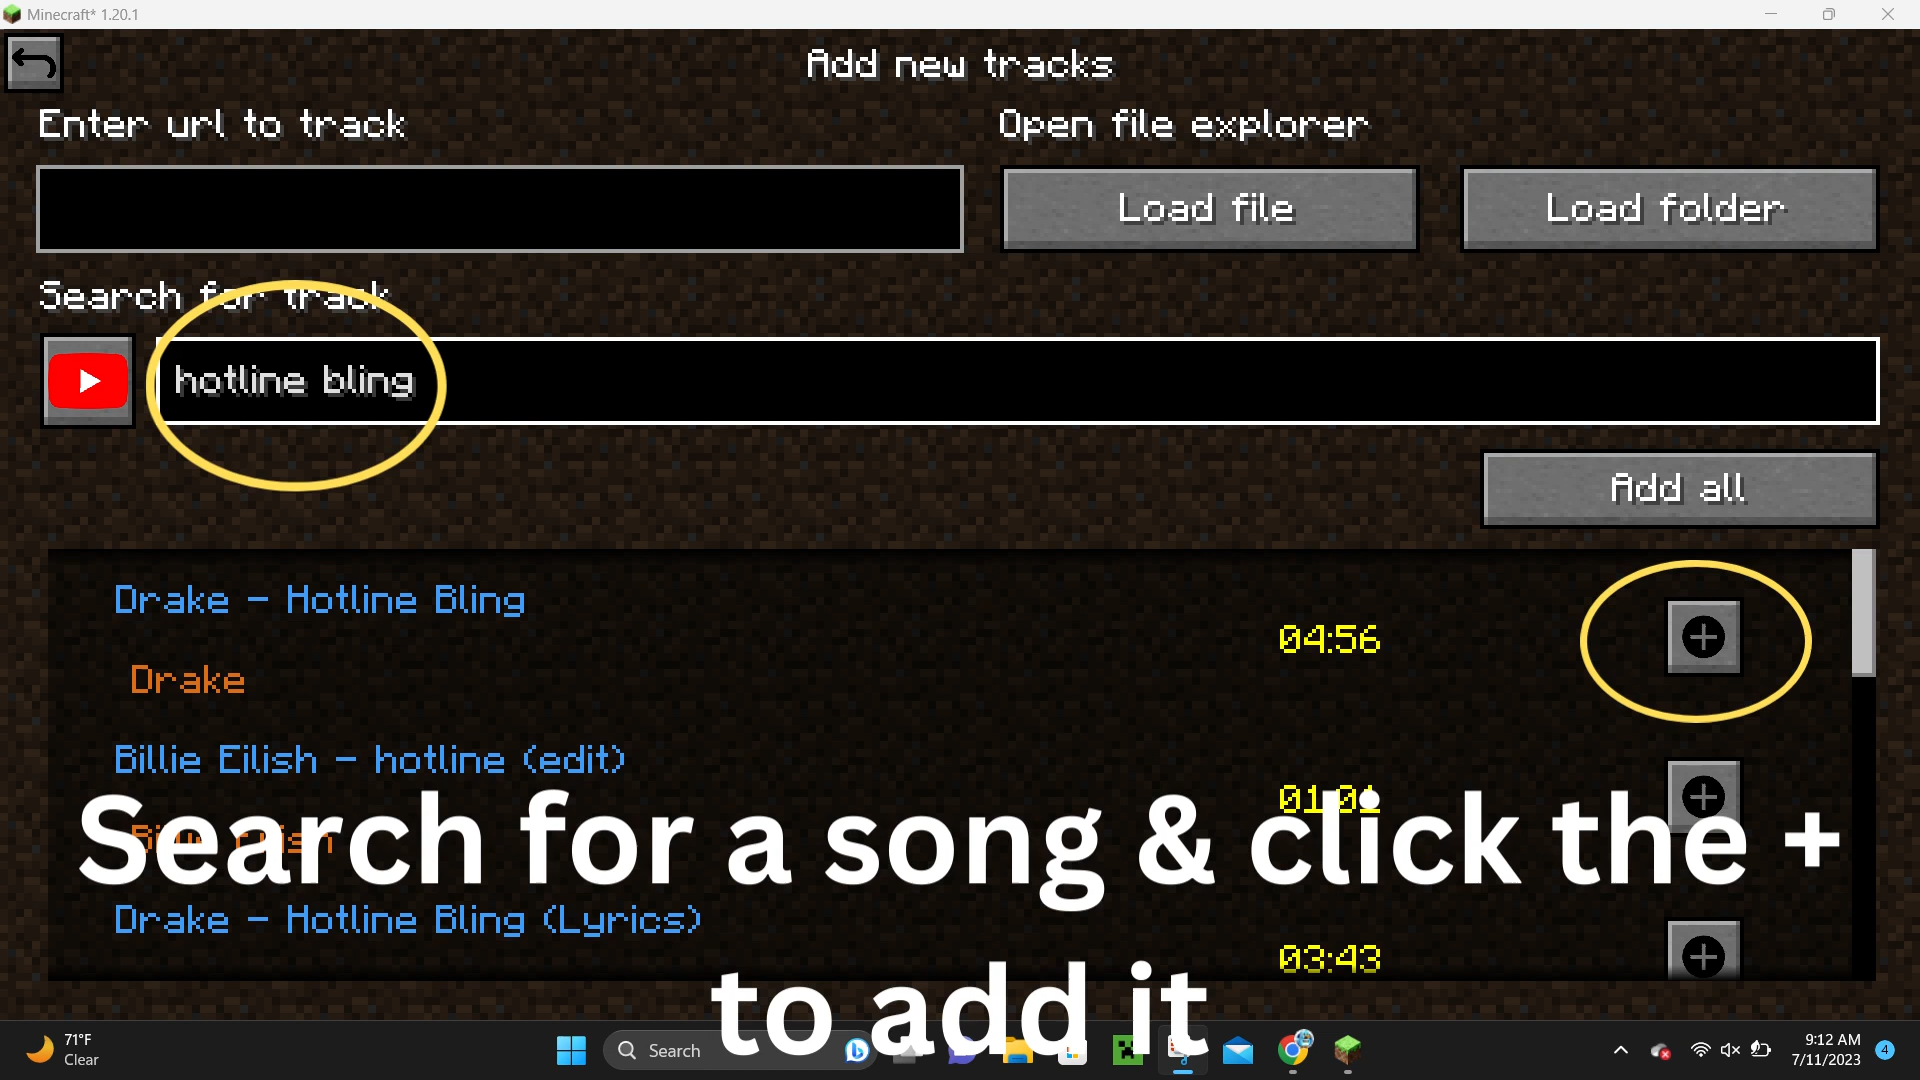 Minecraft* 1.20.1
Add new tracks
Enter url to track
Open file explorer
Load file
Load folder
Search for track
hotline bling
Add all
Drake - Hotline Bling
04:56
Drake
Billie Eilish - hotline (edit)
01:01
Search for a song & click the +
Drake - Hotline Bling (Lyrics)
03:43
to add it
71°F
Clear
Search
9:12 AM
7/11/2023
4